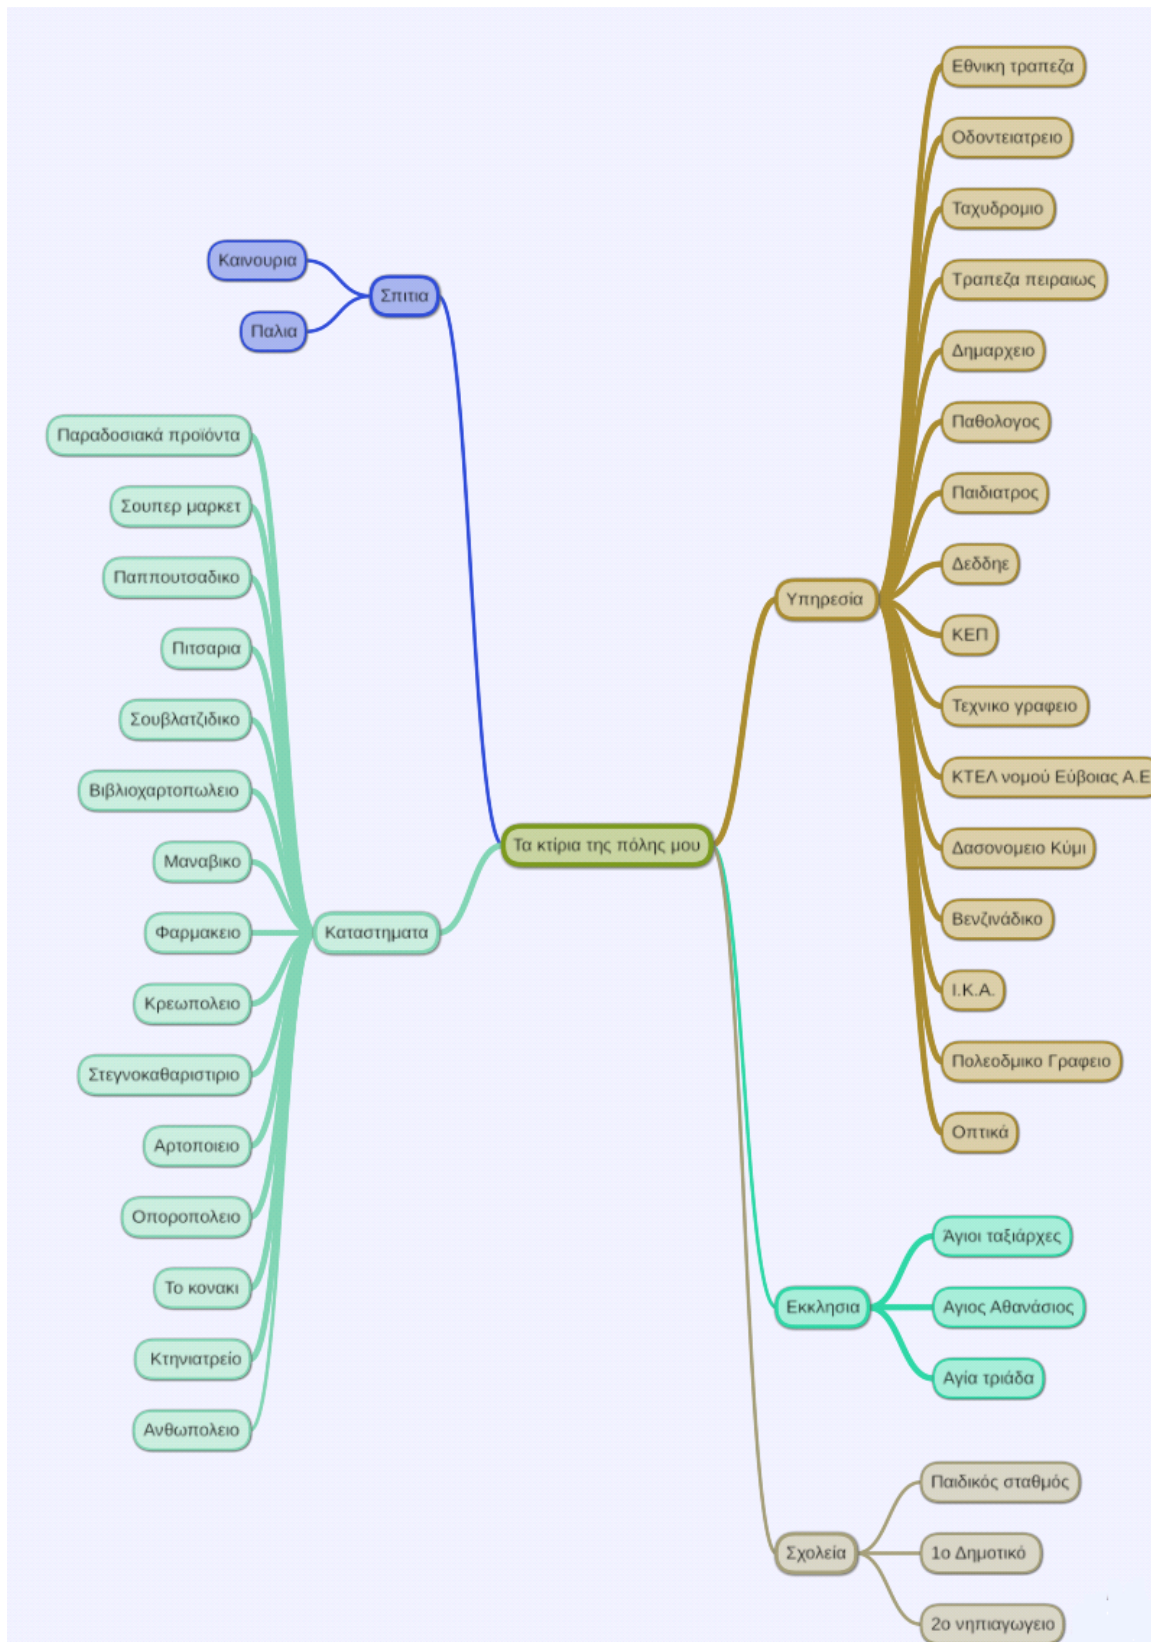 Τα κτίρια της πόλης μου
Σπιτια
Καινουρια
Παλια
Καταστηματα
Παραδοσιακά προϊόντα
Σουπερ μαρκετ
Παππουτσαδικο
Πιτσαρια
Σουβλατζιδικο
Βιβλιοχαρτοπωλειο
Μαναβικο
Φαρμακειο
Κρεωπολειο
Στεγνοκαθαριστιριο
Αρτοποιειο
Οποροπολειο
Το κονακι
Κτηνιατρείο
Ανθωπολειο
Υπηρεσία
Εθνικη τραπεζα
Οδοντειατρειο
Ταχυδρομιο
Τραπεζα πειραιως
Δημαρχειο
Παθολογος
Παιδιατρος
Δεδδηε
ΚΕΠ
Τεχνικο γραφειο
ΚΤΕΛ νομού Εύβοιας Α.Ε
Δασονομειο Κύμι
Βενζινάδικο
Ι.Κ.Α.
Πολεοδμικο Γραφειο
Οπτικά
Εκκλησια
Άγιοι ταξιάρχες
Αγιος Αθανάσιος
Αγία τριάδα
Σχολεία
Παιδικός σταθμός
1ο Δημοτικό
2ο νηπιαγωγειο